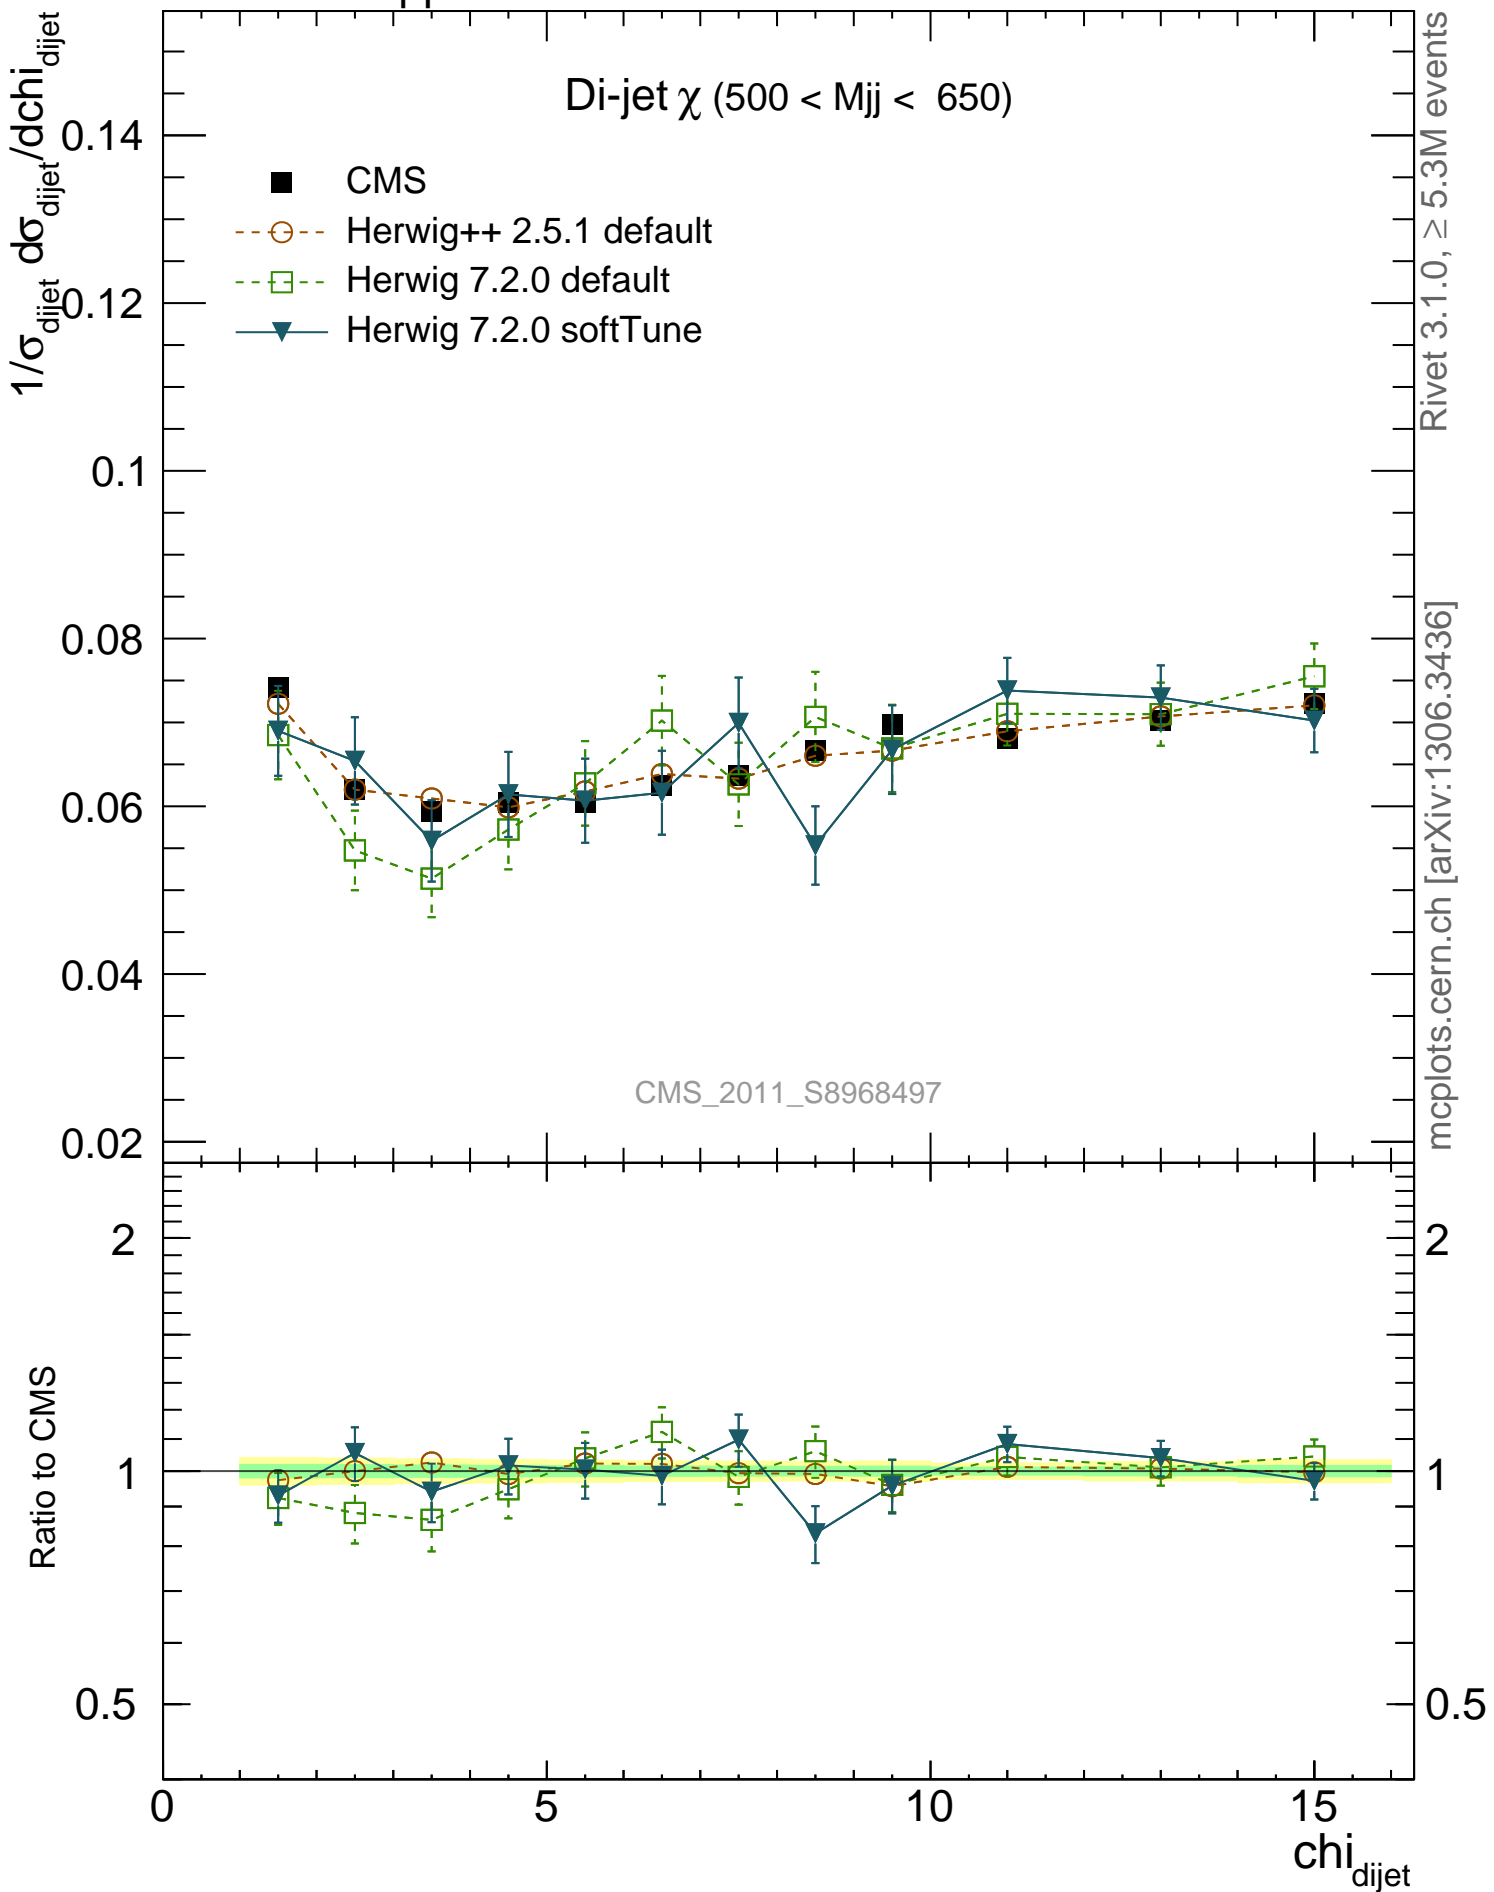 Di-jet χ (500 < Mjj < 650)
1/σdijet dσdijet/dchidijet
CMS
Herwig++ 2.5.1 default
Herwig 7.2.0 default
Herwig 7.2.0 softTune
0.14
0.12
0.1
0.08
0.06
0.04
0.02
CMS_2011_S8968497
Rivet 3.1.0, ≥ 5.3M events
mcplots.cern.ch [arXiv:1306.3436]
Ratio to CMS
2
1
0.5
2
1
0.5
0 5 10 15
chidijet